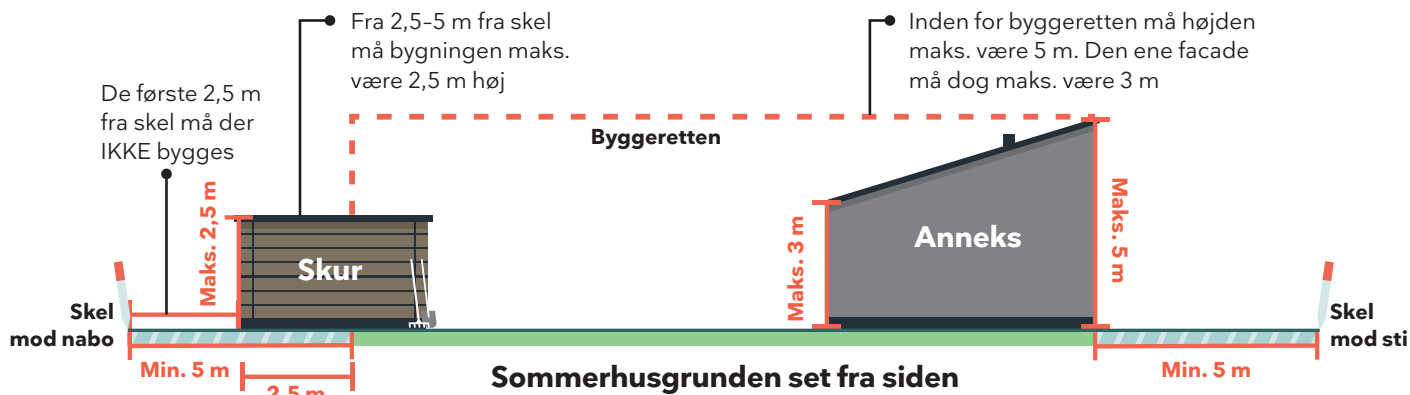 Fra 2,5–5 m fra skel
må bygningen maks.
være 2,5 m høj
Inden for byggeretten må højden
maks. være 5 m. Den ene facade
må dog maks. være 3 m
De første 2,5 m
fra skel må der
IKKE bygges
Byggeretten
Maks. 2,5 m
Skur
Maks. 3 m
Anneks
Maks. 5 m
Skel
mod nabo
Skel
mod sti
Min. 5 m
2,5 m
Sommerhusgrunden set fra siden
Min. 5 m